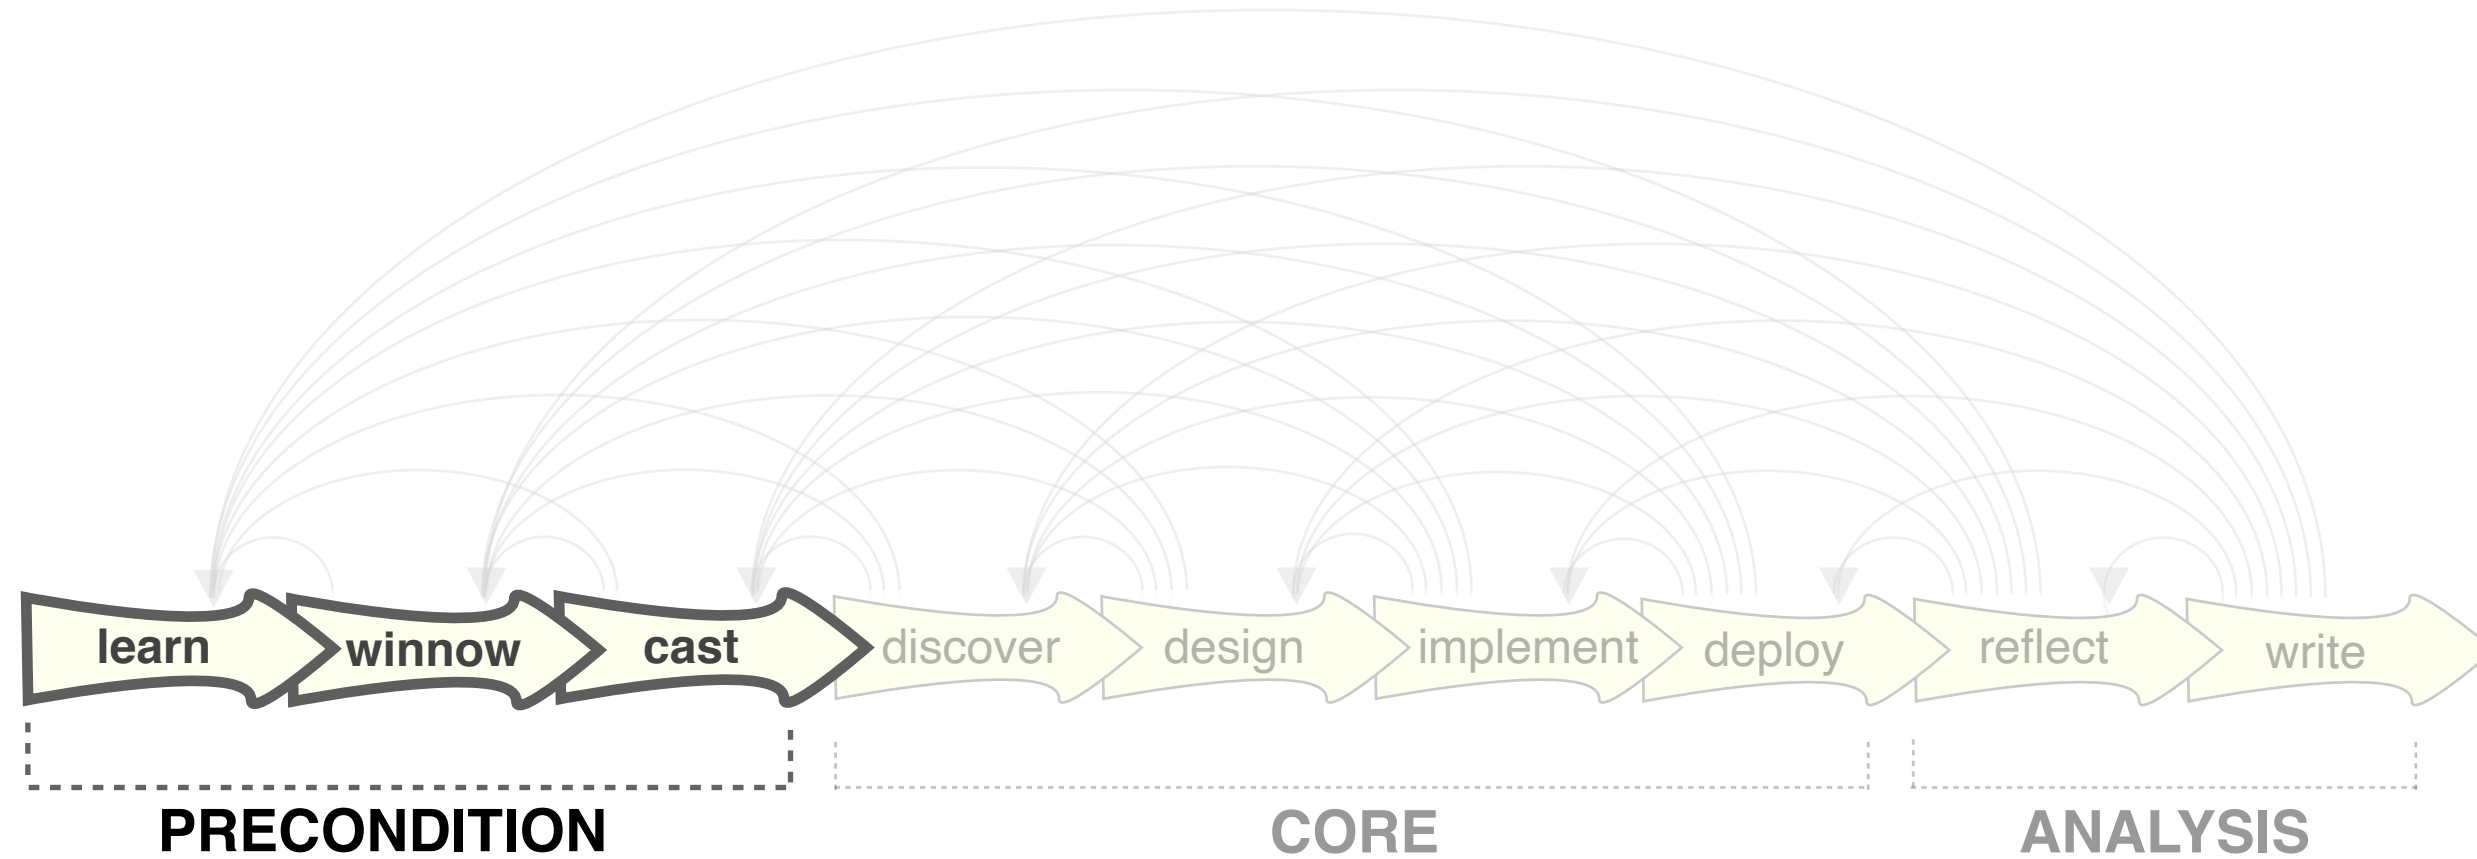 learn winnow cast discover design implement deploy reflect write
PRECONDITION CORE ANALYSIS